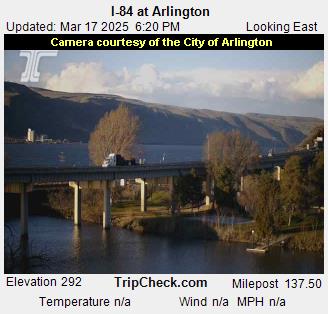 I-84 at Arlington
Updated: Mar 17 2025 6:20 PM Looking East
Camera courtesy of the City of Arlington
Elevation 292 TripCheck.com Milepost 137.50
Temperature n/a Wind n/a MPH n/a